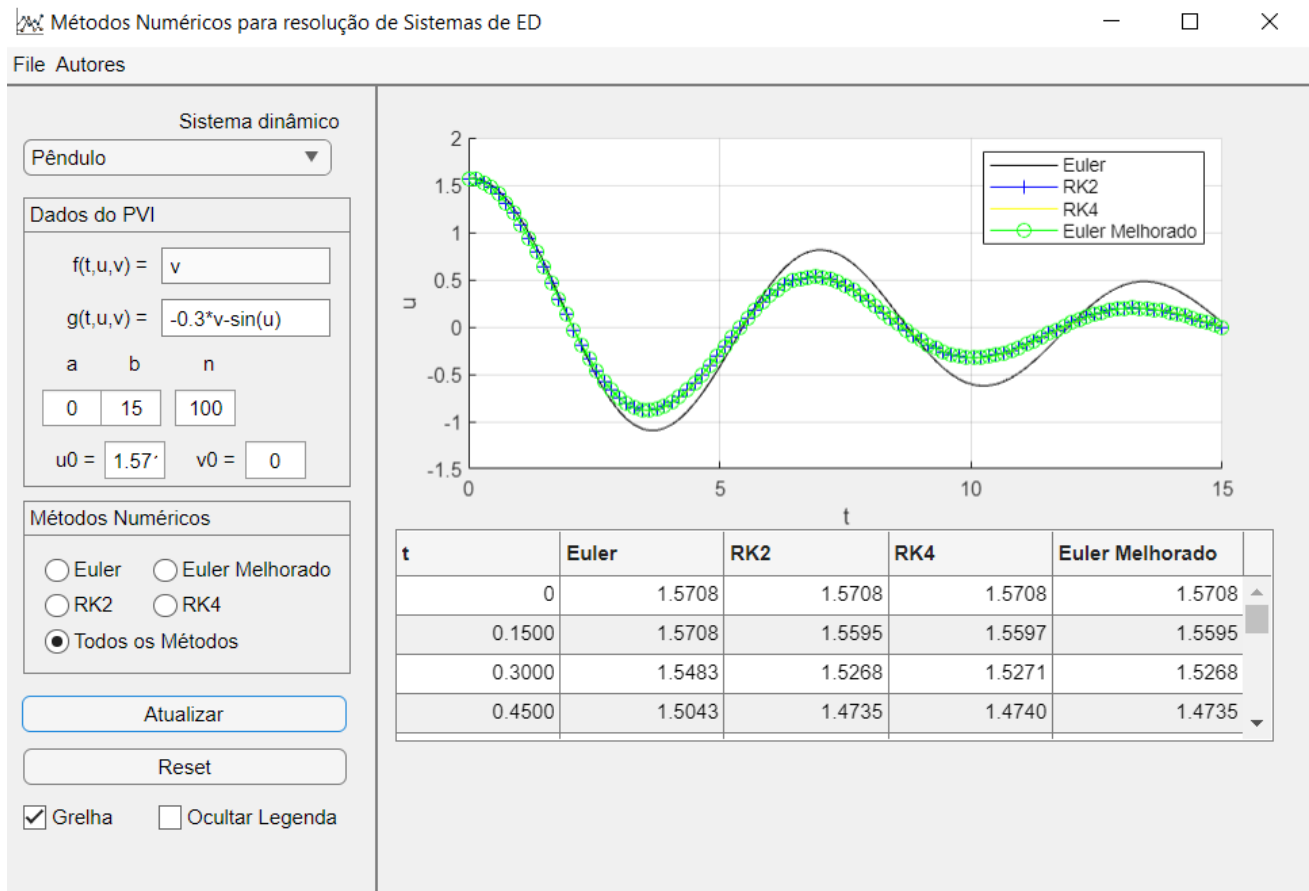 Métodos Numéricos para resolução de Sistemas de ED
File Autores
Sistema dinâmico
Pêndulo
Dados do PVI
f(t,u,v) = v
g(t,u,v) = -0.3*v-sin(u)
a b n
0 15 100
u0 = 1.571 v0 = 0
Métodos Numéricos
Euler Euler Melhorado
RK2 RK4
Todos os Métodos
Atualizar
Reset
Grelha Ocultar Legenda
2
1.5
1
0.5
0
-0.5
-1
-1.5
u
0 5 10 15
t
Euler
RK2
RK4
Euler Melhorado
t Euler RK2 RK4 Euler Melhorado
0 1.5708 1.5708 1.5708 1.5708
0.1500 1.5708 1.5595 1.5597 1.5595
0.3000 1.5483 1.5268 1.5271 1.5268
0.4500 1.5043 1.4735 1.4740 1.4735